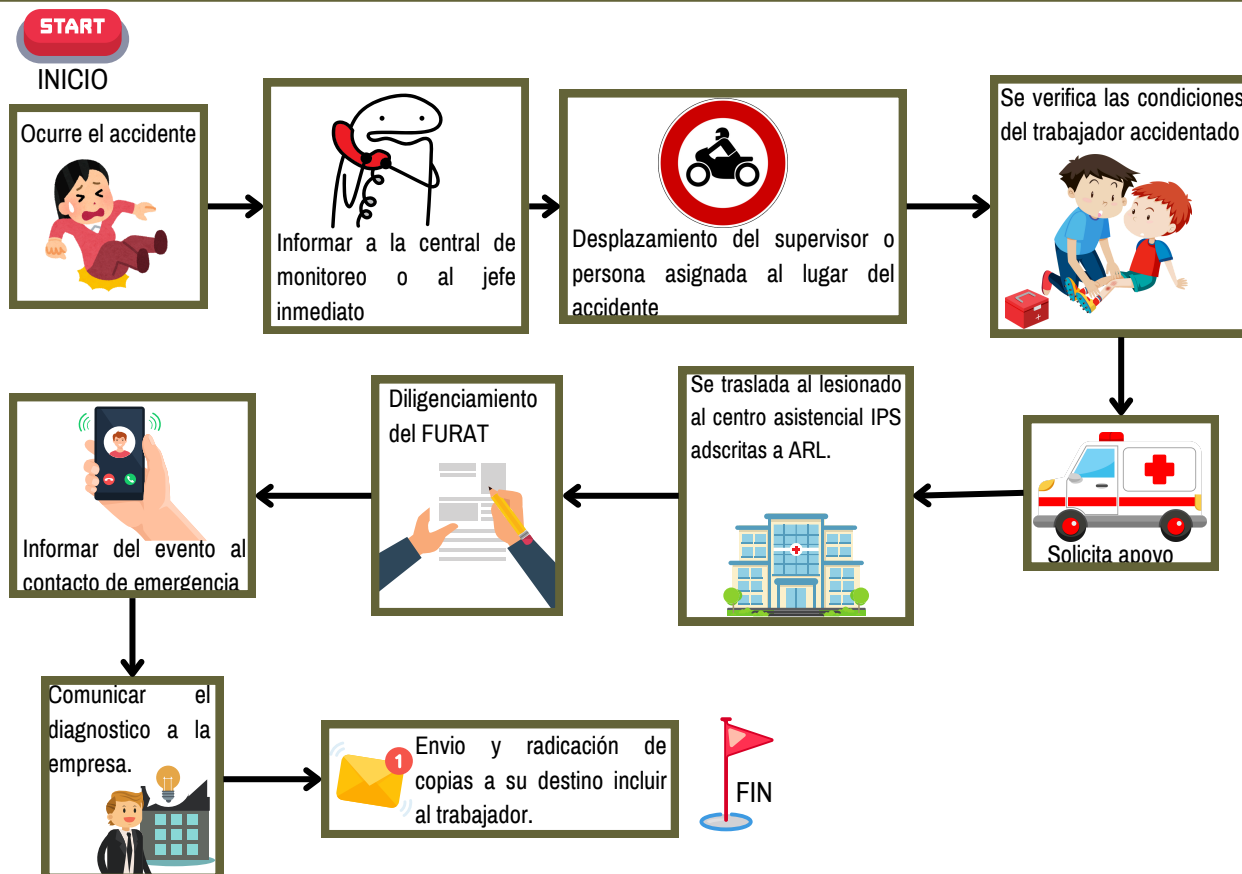 START
INICIO
Ocurre el accidente
Informar a la central de
monitoreo o al jefe
inmediato
Desplazamiento del supervisor o
persona asignada al lugar del
accidente
Se verifica las condiciones
del trabajador accidentado
Solicita apoyo
Se traslada al lesionado
al centro asistencial IPS
adscritas a ARL.
Diligenciamiento
del FURAT
Informar del evento al
contacto de emergencia
Comunicar el
diagnostico a la
empresa.
1
Envio y radicación de
copias a su destino incluir
al trabajador.
FIN